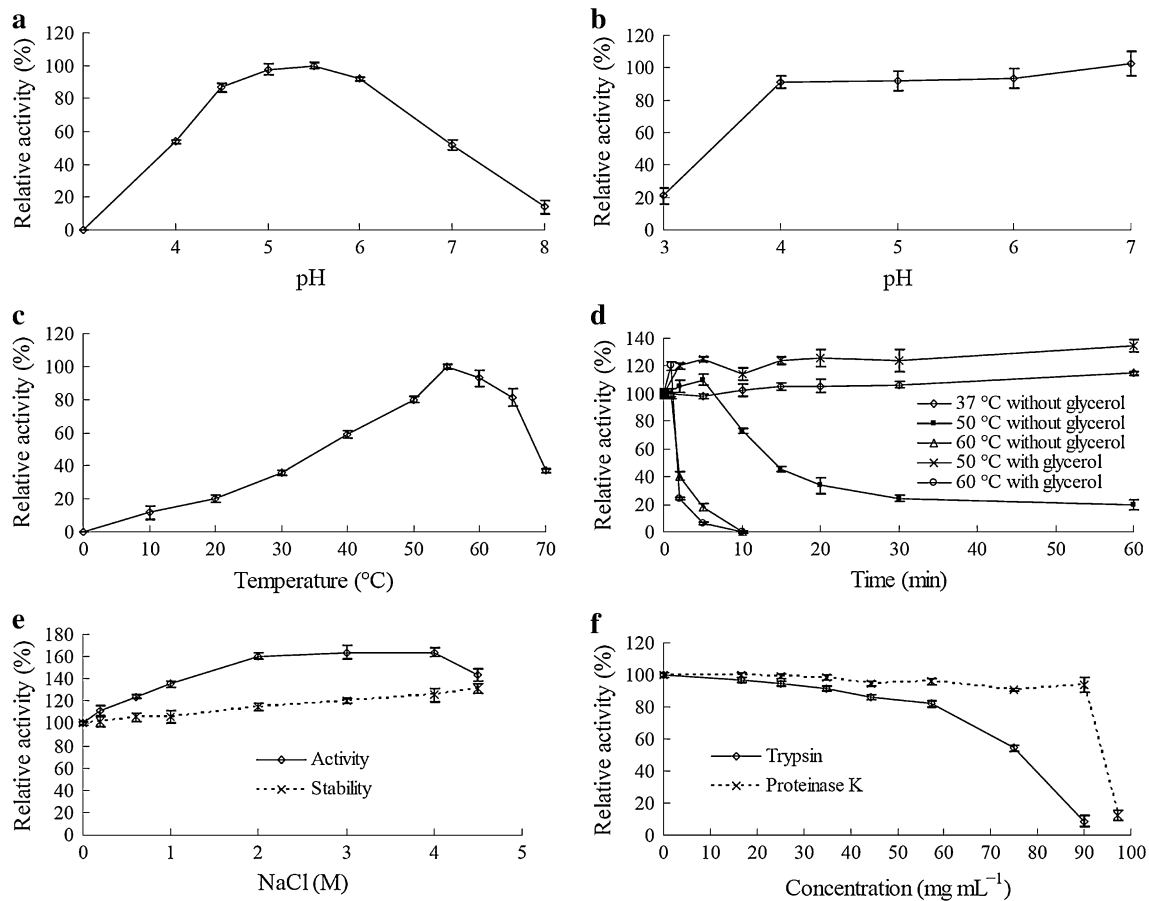 a
Relative activity (%)
120
100
80
60
40
20
0
4 5 6 7 8
pH
b
Relative activity (%)
120
100
80
60
40
20
0
3 4 5 6 7
pH
c
Relative activity (%)
120
100
80
60
40
20
0
0 10 20 30 40 50 60 70
Temperature (°C)
d
Relative activity (%)
140
120
100
80
60
40
20
0
37 °C without glycerol
50 °C without glycerol
60 °C without glycerol
50 °C with glycerol
60 °C with glycerol
0 10 20 30 40 50 60
Time (min)
e
Relative activity (%)
180
160
140
120
100
80
60
40
20
0
Activity
Stability
0 1 2 3 4 5
NaCl (M)
f
Relative activity (%)
120
100
80
60
40
20
0
Trypsin
Proteinase K
0 10 20 30 40 50 60 70 80 90 100
Concentration (mg mL⁻¹)